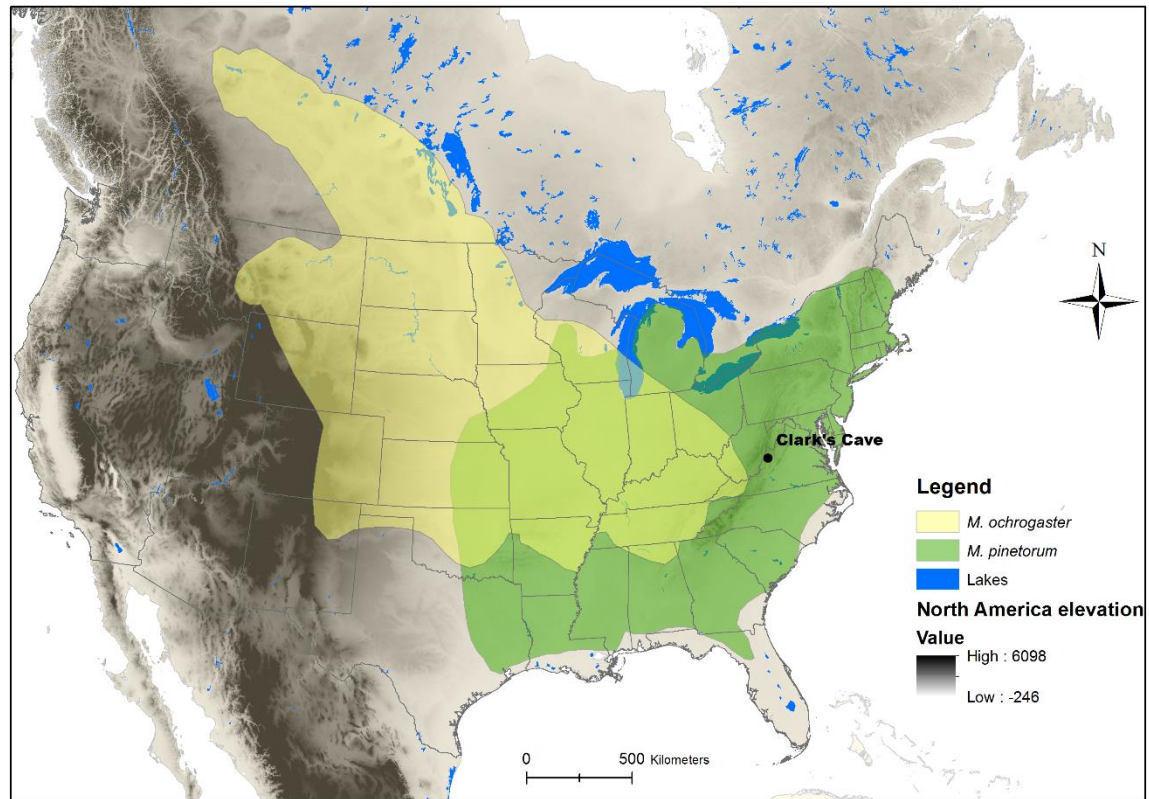 N
Clark's Cave
Legend
M. ochrogaster
M. pinetorum
Lakes
North America elevation
Value
High : 6098
Low : -246
0 500 Kilometers